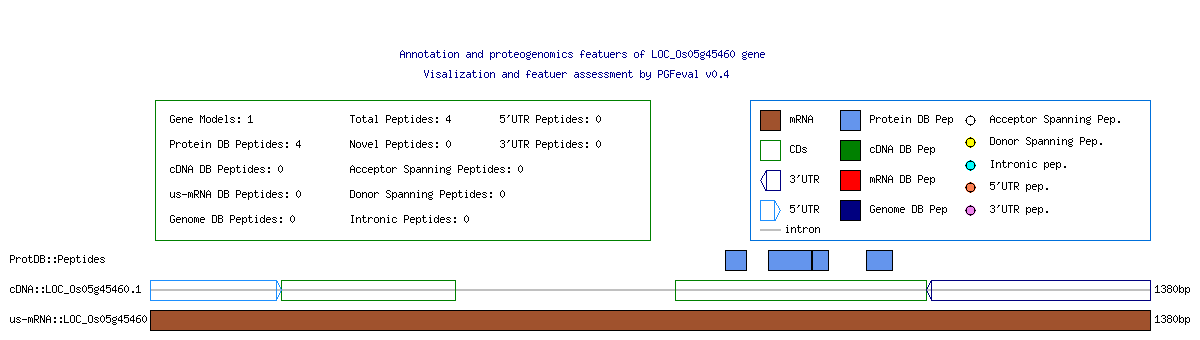 Annotation and proteogenomics featuers of LOC_Os05g45460 gene
Visalization and featuer assessment by PGFeval v0.4
Gene Models: 1 Total Peptides: 4 5'UTR Peptides: 0
Protein DB Peptides: 4 Novel Peptides: 0 3'UTR Peptides: 0
cDNA DB Peptides: 0 Acceptor Spanning Peptides: 0
us-mRNA DB Peptides: 0 Donor Spanning Peptides: 0
Genome DB Peptides: 0 Intronic Peptides: 0
mRNA Protein DB Pep Acceptor Spanning Pep.
CDs cDNA DB Pep Donor Spanning Pep.
3'UTR mRNA DB Pep Intronic pep.
5'UTR Genome DB Pep 5'UTR pep.
intron 3'UTR pep.
ProtDB::Peptides
cDNA::LOC_Os05g45460.1 1380bp
us-mRNA::LOC_Os05g45460 1380bp